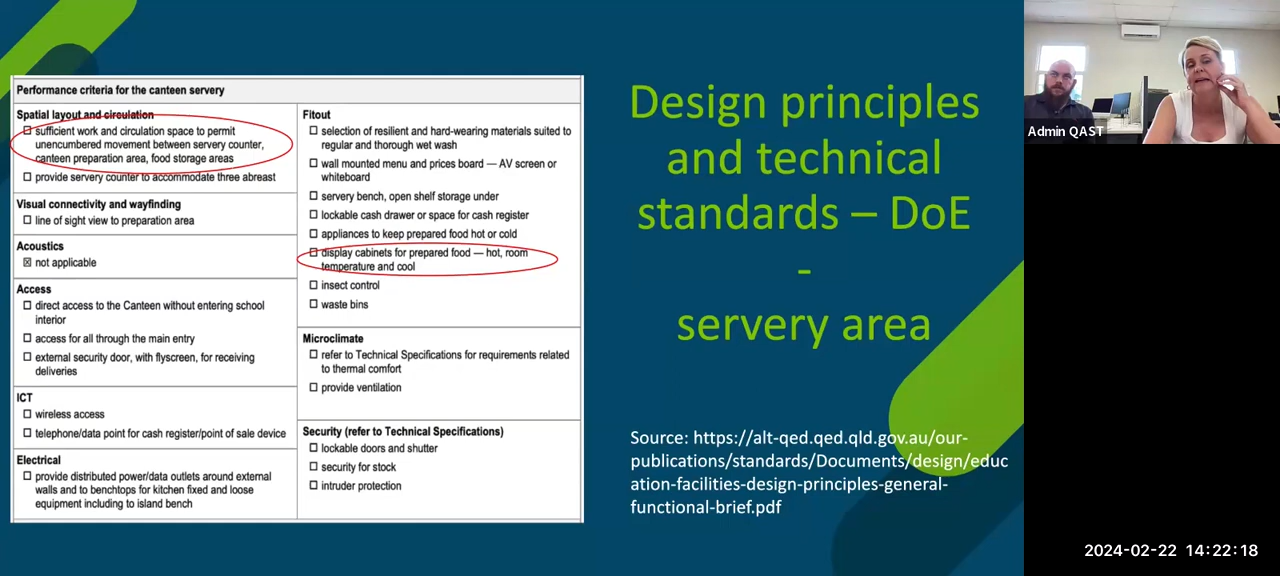 Performance criteria for the canteen servery
Spatial layout and circulation
sufficient work and circulation space to permit
unencumbered movement between servery counter,
canteen preparation area, food storage areas
provide servery counter to accommodate three abreast
Visual connectivity and wayfinding
line of sight view to preparation area
Acoustics
not applicable
Access
direct access to the Canteen without entering school
interior
access for all through the main entry
external security door, with flyscreen, for receiving
deliveries
ICT
wireless access
telephone/data point for cash register/point of sale device
Electrical
provide distributed power/data outlets around external
walls and to benchtops for kitchen fixed and loose
equipment including to island bench
Fitout
selection of resilient and hard-wearing materials suited to
regular and thorough wet wash
wall mounted menu and prices board — AV screen or
whiteboard
servery bench, open shelf storage under
lockable cash drawer or space for cash register
appliances to keep prepared food hot or cold
display cabinets for prepared food — hot, room
temperature and cool
insect control
waste bins
Microclimate
refer to Technical Specifications for requirements related
to thermal comfort
provide ventilation
Security (refer to Technical Specifications)
lockable doors and shutter
security for stock
intruder protection
Design principles
and technical
standards – DoE
-
servery area
Source: https://alt-qed.qed.qld.gov.au/our-
publications/standards/Documents/design/educ
ation-facilities-design-principles-general-
functional-brief.pdf
Admin QAST
2024-02-22 14:22:18